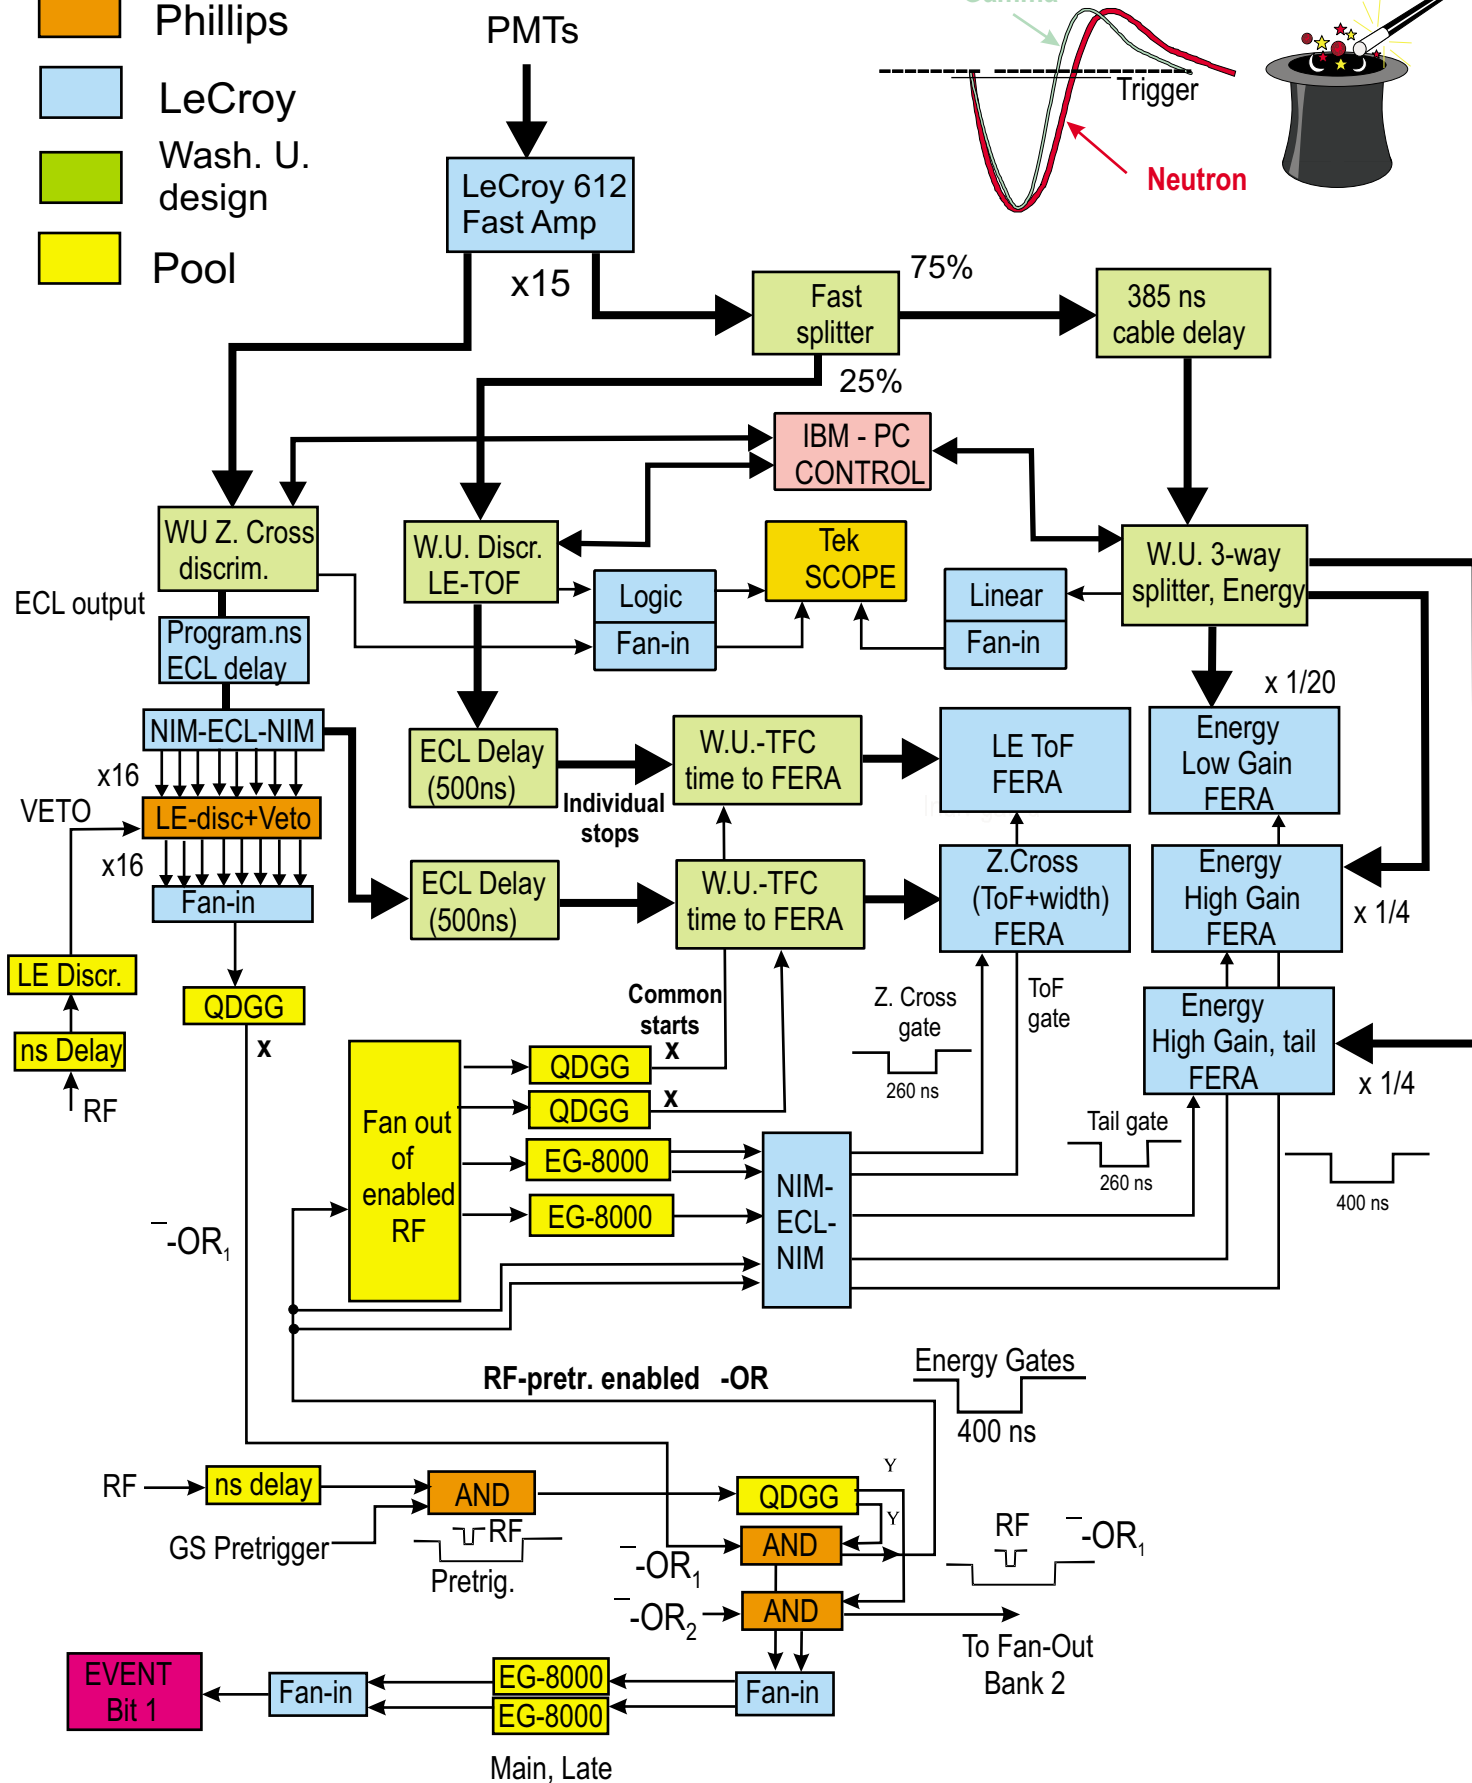 Phillips
LeCroy
Wash. U.
design
Pool
PMTs
LeCroy 612
Fast Amp
x15
Gamma
Trigger
Neutron
Fast
splitter
75%
385 ns
cable delay
25%
IBM - PC
CONTROL
WU Z. Cross
discrim.
ECL output
W.U. Discr.
LE-TOF
Tek
SCOPE
Logic
Fan-in
Linear
Fan-in
W.U. 3-way
splitter, Energy
Program.ns
ECL delay
NIM-ECL-NIM
x16
VETO
LE-disc+Veto
x16
Fan-in
LE Discr.
ns Delay
RF
QDGG
x
ECL Delay
(500ns)
Individual
stops
W.U.-TFC
time to FERA
LE ToF
FERA
x 1/20
Energy
Low Gain
FERA
ECL Delay
(500ns)
W.U.-TFC
time to FERA
Z.Cross
(ToF+width)
FERA
Energy
High Gain
FERA
x 1/4
Common
starts
x
x
Z. Cross
gate
260 ns
ToF
gate
Energy
High Gain, tail
FERA
x 1/4
Tail gate
260 ns
400 ns
Fan out
of
enabled
RF
QDGG
QDGG
EG-8000
EG-8000
NIM-
ECL-
NIM
‾-OR₁
RF-pretr. enabled -OR
Energy Gates
400 ns
RF
ns delay
AND
GS Pretrigger
RF
Pretrig.
QDGG
Y
Y
AND
‾-OR₁
RF
‾-OR₁
AND
‾-OR₂
To Fan-Out
Bank 2
EVENT
Bit 1
Fan-in
EG-8000
EG-8000
Fan-in
Main, Late